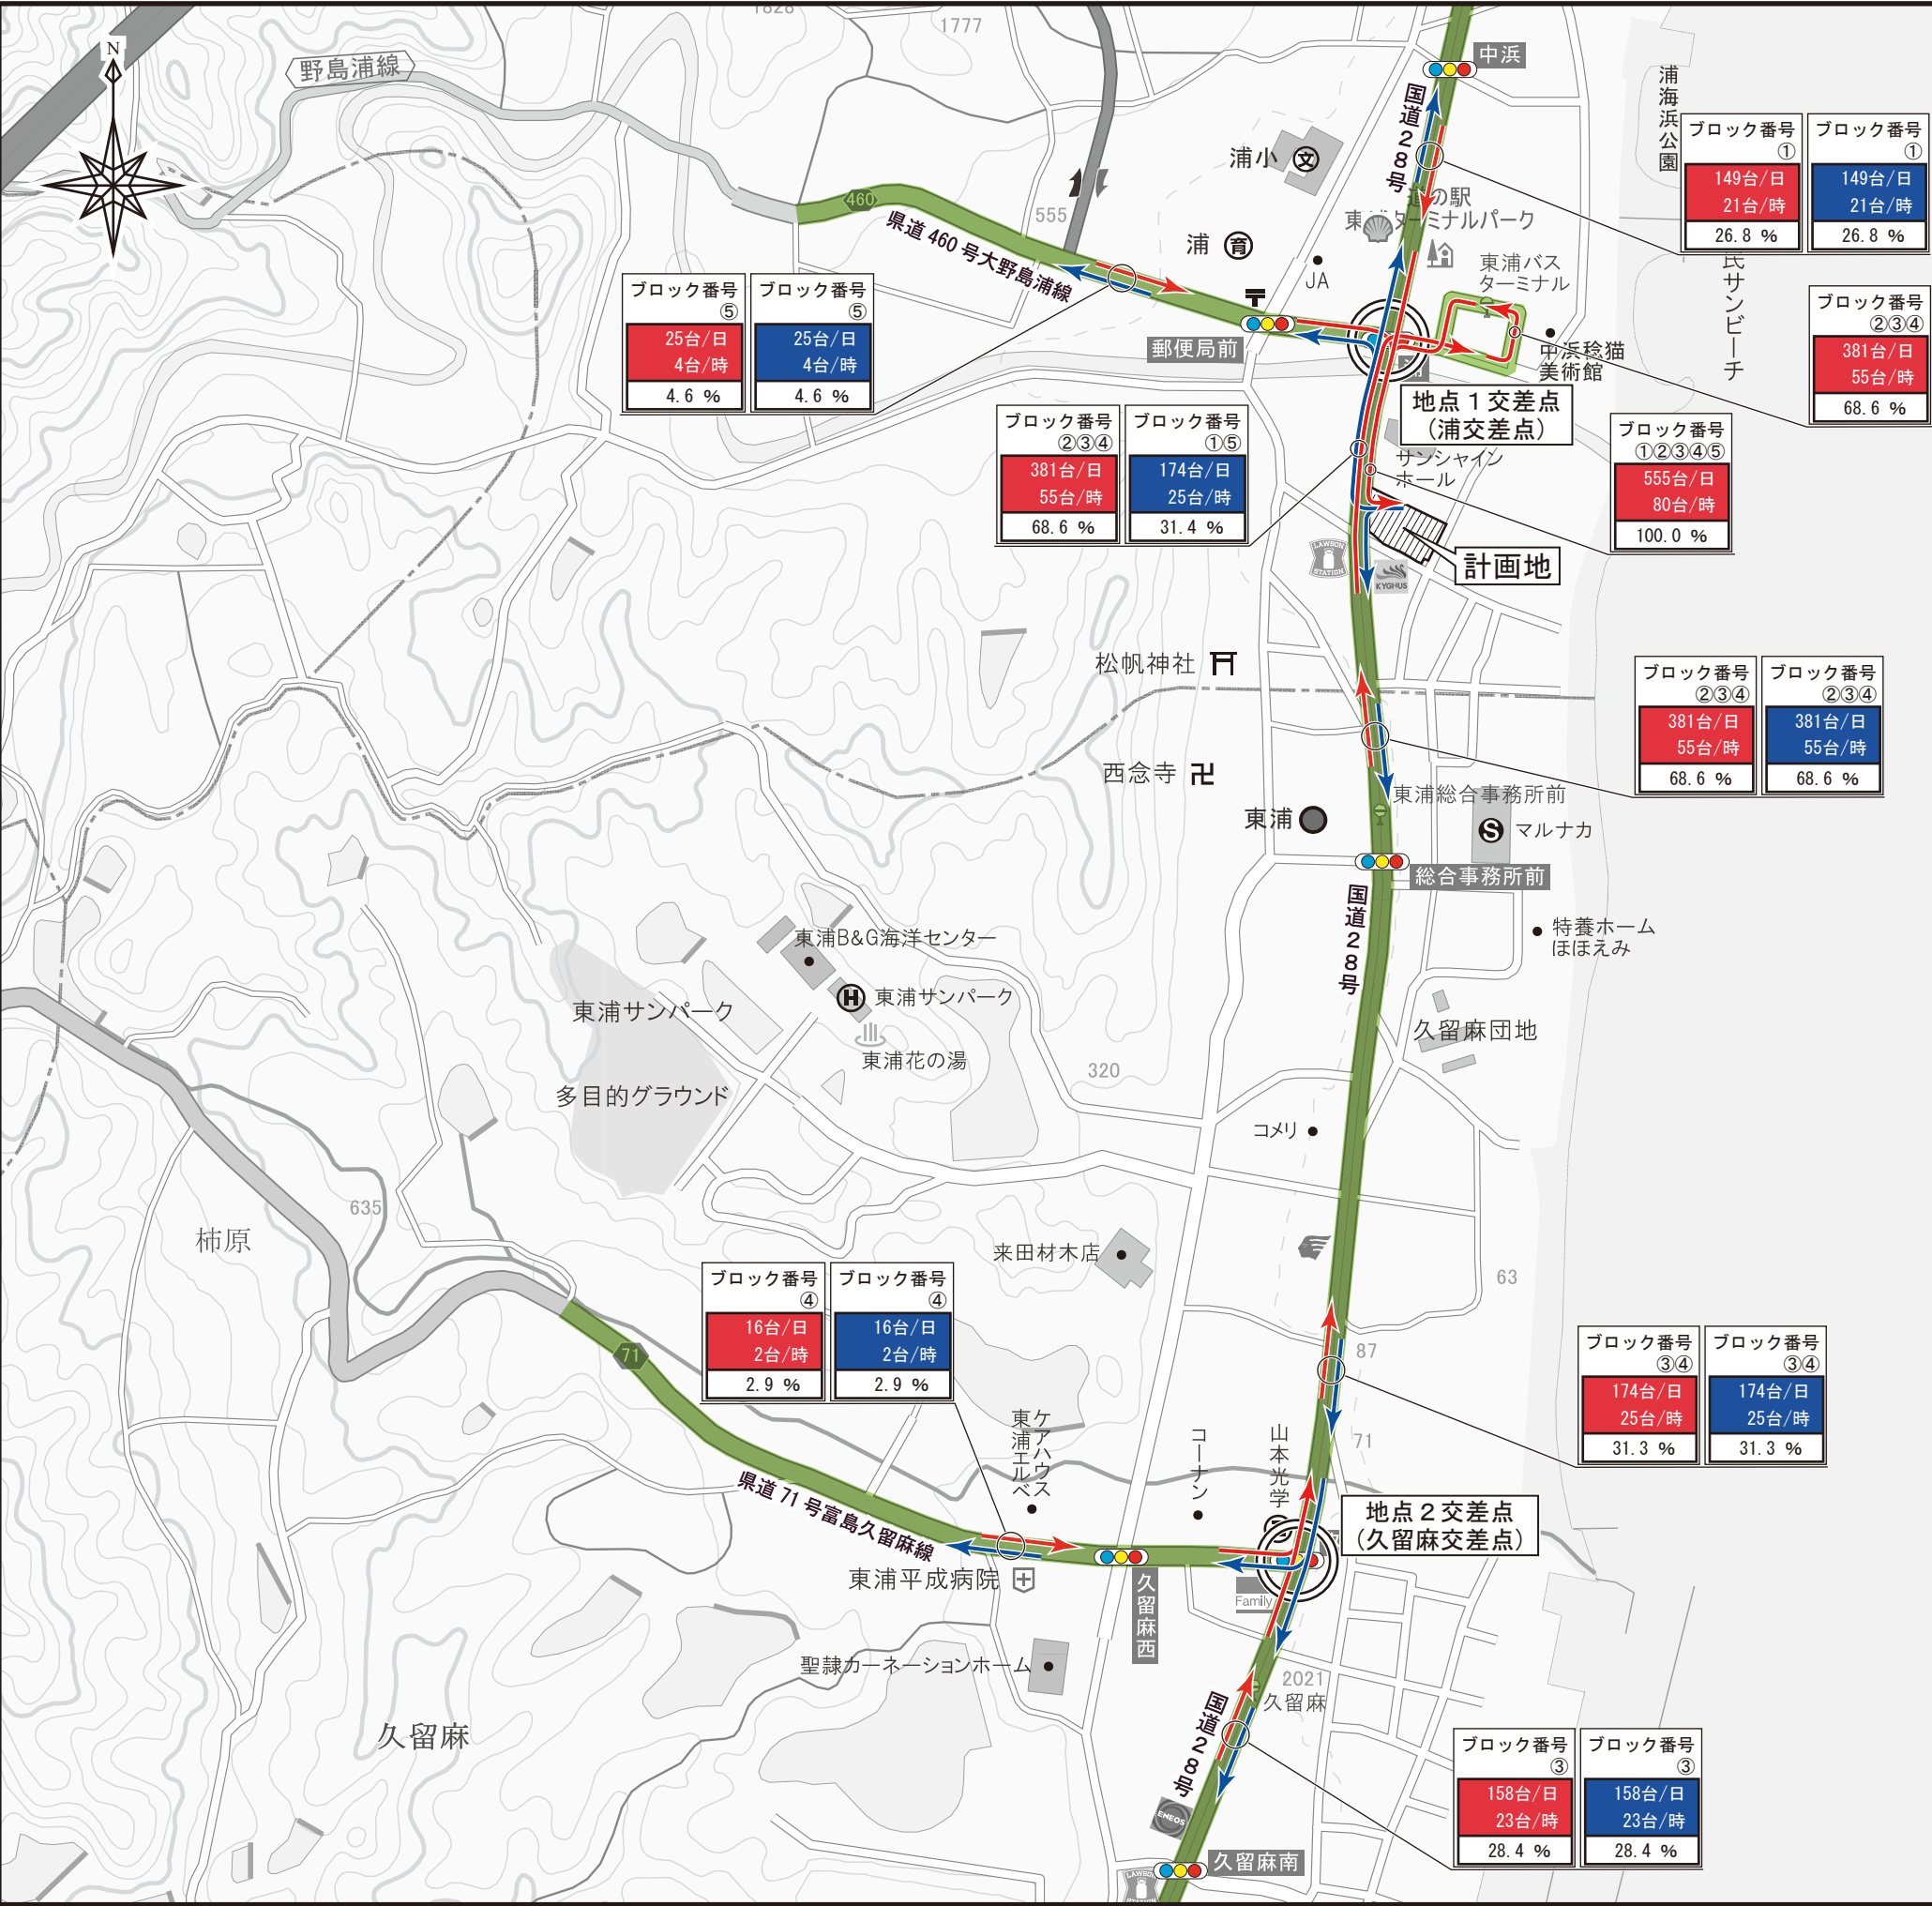 1828
1777
中浜
N
野島浦線
浦海浜公園
国道28号
ブロック番号
①
149台/日
21台/時
26.8 %
ブロック番号
①
149台/日
21台/時
26.8 %
浦小
文
460
555
道の駅
東浦ターミナルパーク
県道460号大野島浦線
浦
育
JA
東浦バス
ターミナル
民サンビーチ
ブロック番号
⑤
25台/日
4台/時
4.6 %
ブロック番号
⑤
25台/日
4台/時
4.6 %
ブロック番号
②③④
381台/日
55台/時
68.6 %
郵便局前
中浜稔猫
美術館
地点1交差点
(浦交差点)
ブロック番号
②③④
381台/日
55台/時
68.6 %
ブロック番号
①⑤
174台/日
25台/時
31.4 %
サンシャイン
ホール
ブロック番号
①②③④⑤
555台/日
80台/時
100.0 %
LAWSON
STATION
KYGNUS
計画地
松帆神社
西念寺
ブロック番号
②③④
381台/日
55台/時
68.6 %
ブロック番号
②③④
381台/日
55台/時
68.6 %
東浦
東浦総合事務所前
S
マルナカ
総合事務所前
国道28号
特養ホーム
ほほえみ
東浦B&G海洋センター
東浦サンパーク
H
東浦サンパーク
東浦花の湯
多目的グラウンド
久留麻団地
320
コメリ
635
柿原
来田材木店
63
ブロック番号
④
16台/日
2台/時
2.9 %
ブロック番号
④
16台/日
2台/時
2.9 %
71
87
ブロック番号
③④
174台/日
25台/時
31.3 %
ブロック番号
③④
174台/日
25台/時
31.3 %
ケアハウス
東浦エルベ
コーナン
山本光学
71
県道71号富島久留麻線
地点2交差点
(久留麻交差点)
東浦平成病院
久留麻西
Family
聖隷カーネーションホーム
2021
久留麻
国道28号
久留麻
ブロック番号
③
158台/日
23台/時
28.4 %
ブロック番号
③
158台/日
23台/時
28.4 %
ENEOS
久留麻南
LAWSON